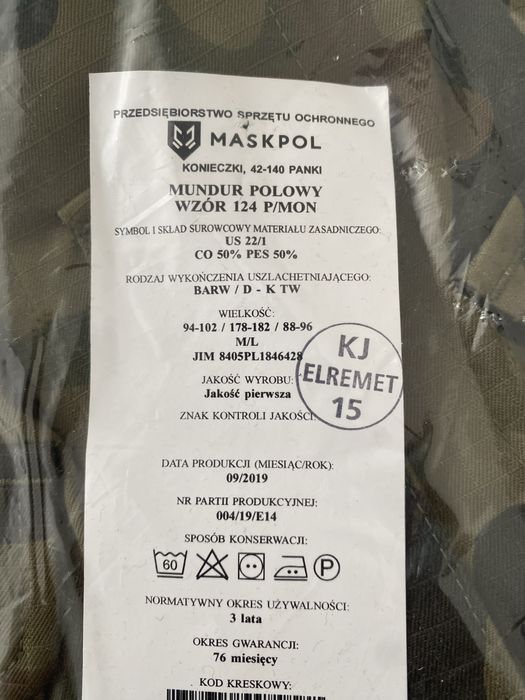 PRZEDSIĘBIORSTWO SPRZĘTU OCHRONNEGO
MASKPOL
KONIECZKI, 42-140 PANKI
MUNDUR POLOWY
WZÓR 124 P/MON
SYMBOL I SKŁAD SUROWCOWY MATERIAŁU ZASADNICZEGO:
US 22/1
CO 50% PES 50%
RODZAJ WYKOŃCZENIA USZLACHETNIAJĄCEGO:
BARW / D - K TW
WIELKOŚĆ:
94-102 / 178-182 / 88-96
M/L
JIM 8405PL1846428
JAKOŚĆ WYROBU:
Jakość pierwsza
ZNAK KONTROLI JAKOŚCI:
KJ
ELREMET
15
DATA PRODUKCJI (MIESIĄC/ROK):
09/2019
NR PARTII PRODUKCYJNEJ:
004/19/E14
SPOSÓB KONSERWACJI:
60 P
NORMATYWNY OKRES UŻYWALNOŚCI:
3 lata
OKRES GWARANCJI:
76 miesięcy
KOD KRESKOWY: